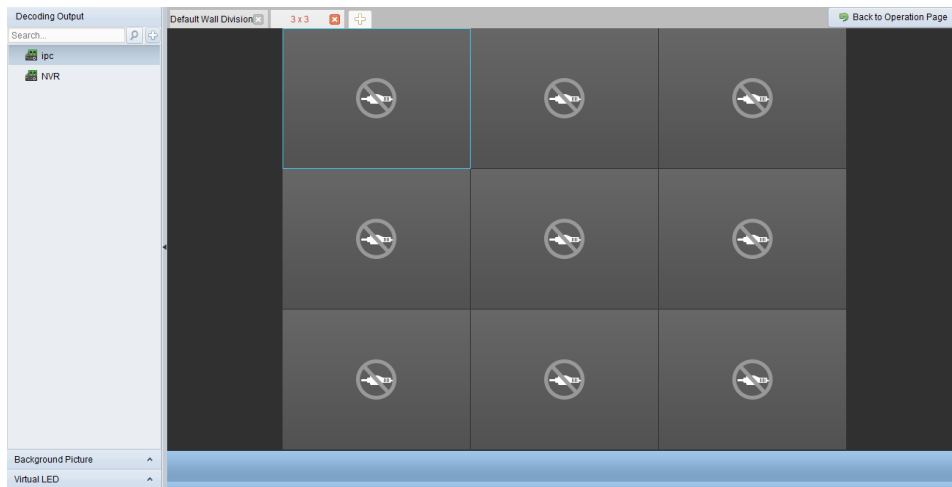 Decoding Output
Default Wall Division
3 x 3
Back to Operation Page
Search...
ipc
NVR
Background Picture
Virtual LED